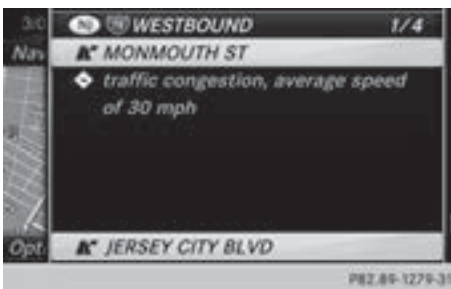 WESTBOUND 1/4
Nav MONMOUTH ST
traffic congestion, average speed
of 30 mph
Opt. JERSEY CITY BLVD
P82.89-1279-31